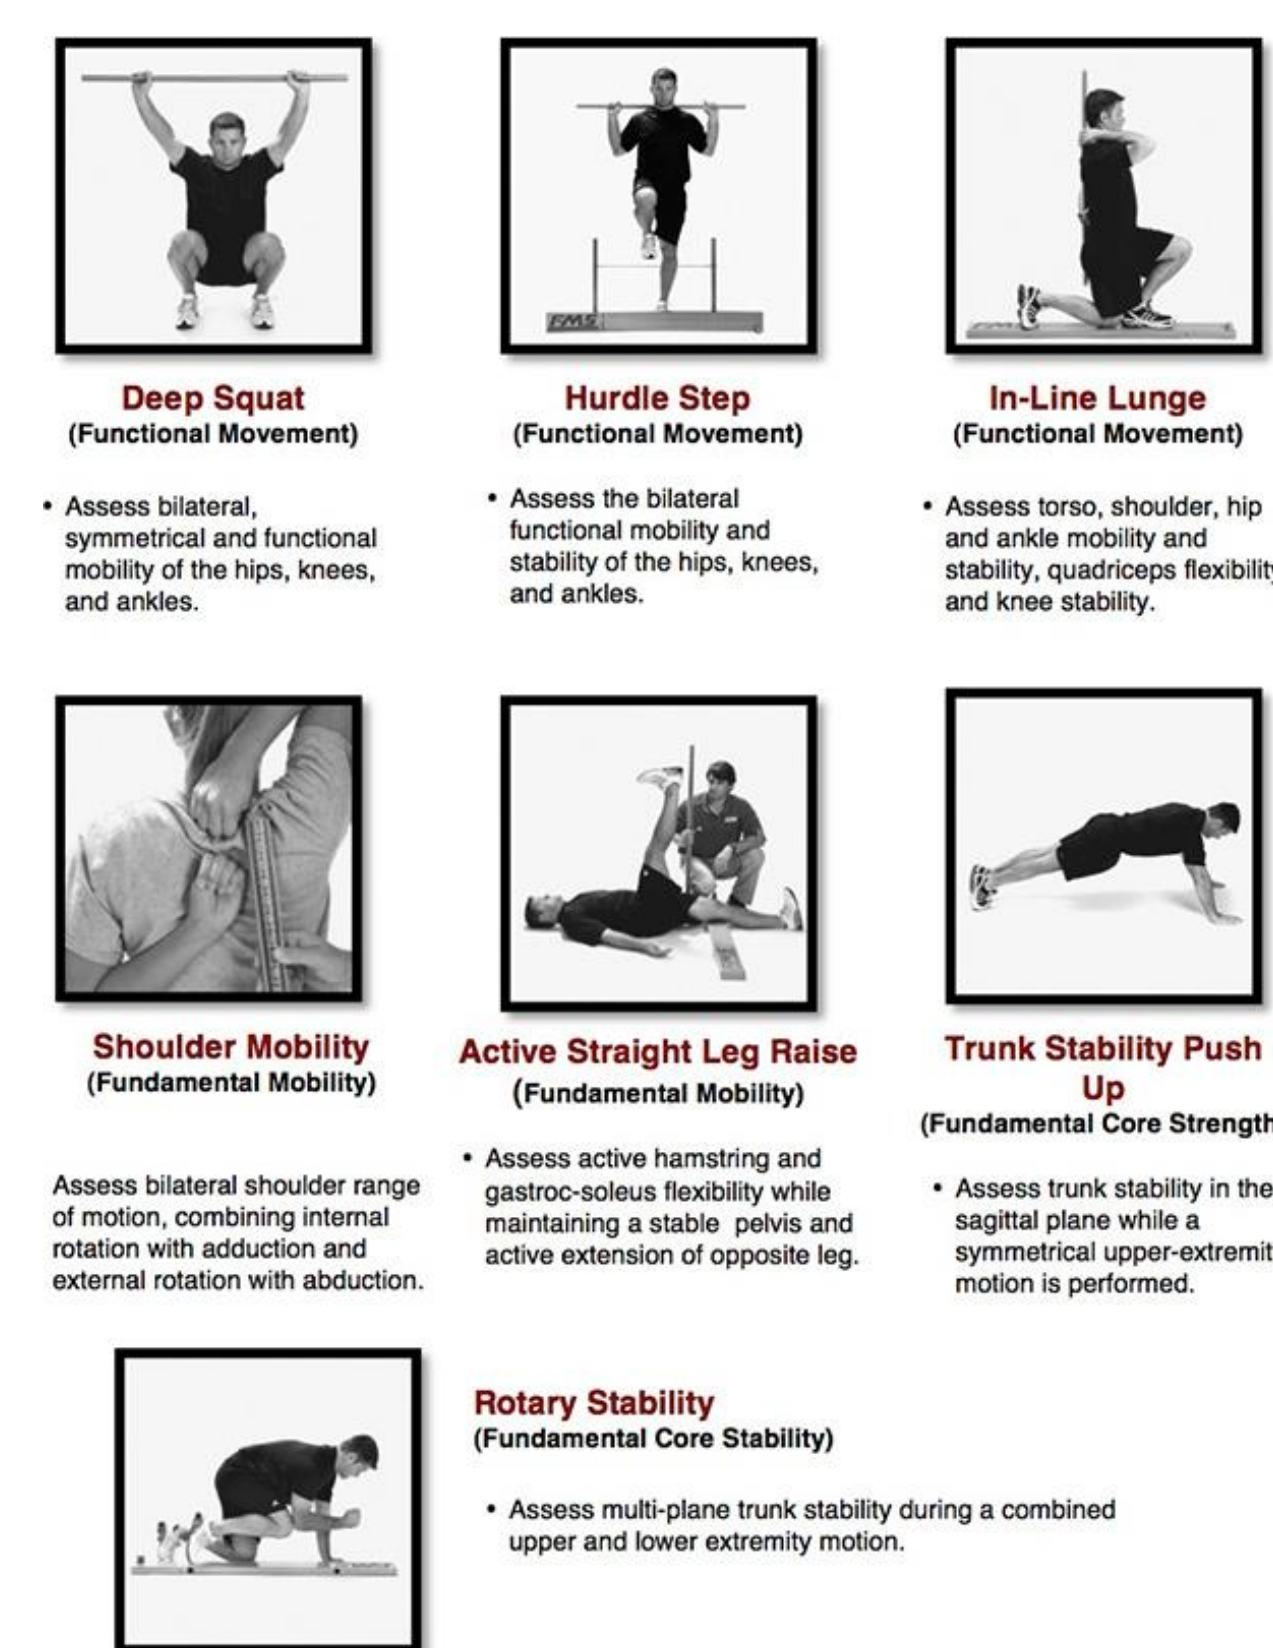 FMS
Deep Squat
(Functional Movement)
• Assess bilateral,
symmetrical and functional
mobility of the hips, knees,
and ankles.
Hurdle Step
(Functional Movement)
• Assess the bilateral
functional mobility and
stability of the hips, knees,
and ankles.
In-Line Lunge
(Functional Movement)
• Assess torso, shoulder, hip
and ankle mobility and
stability, quadriceps flexibility
and knee stability.
Shoulder Mobility
(Fundamental Mobility)
Assess bilateral shoulder range
of motion, combining internal
rotation with adduction and
external rotation with abduction.
Active Straight Leg Raise
(Fundamental Mobility)
• Assess active hamstring and
gastroc-soleus flexibility while
maintaining a stable pelvis and
active extension of opposite leg.
Trunk Stability Push
Up
(Fundamental Core Strength
• Assess trunk stability in the
sagittal plane while a
symmetrical upper-extremit
motion is performed.
Rotary Stability
(Fundamental Core Stability)
• Assess multi-plane trunk stability during a combined
upper and lower extremity motion.